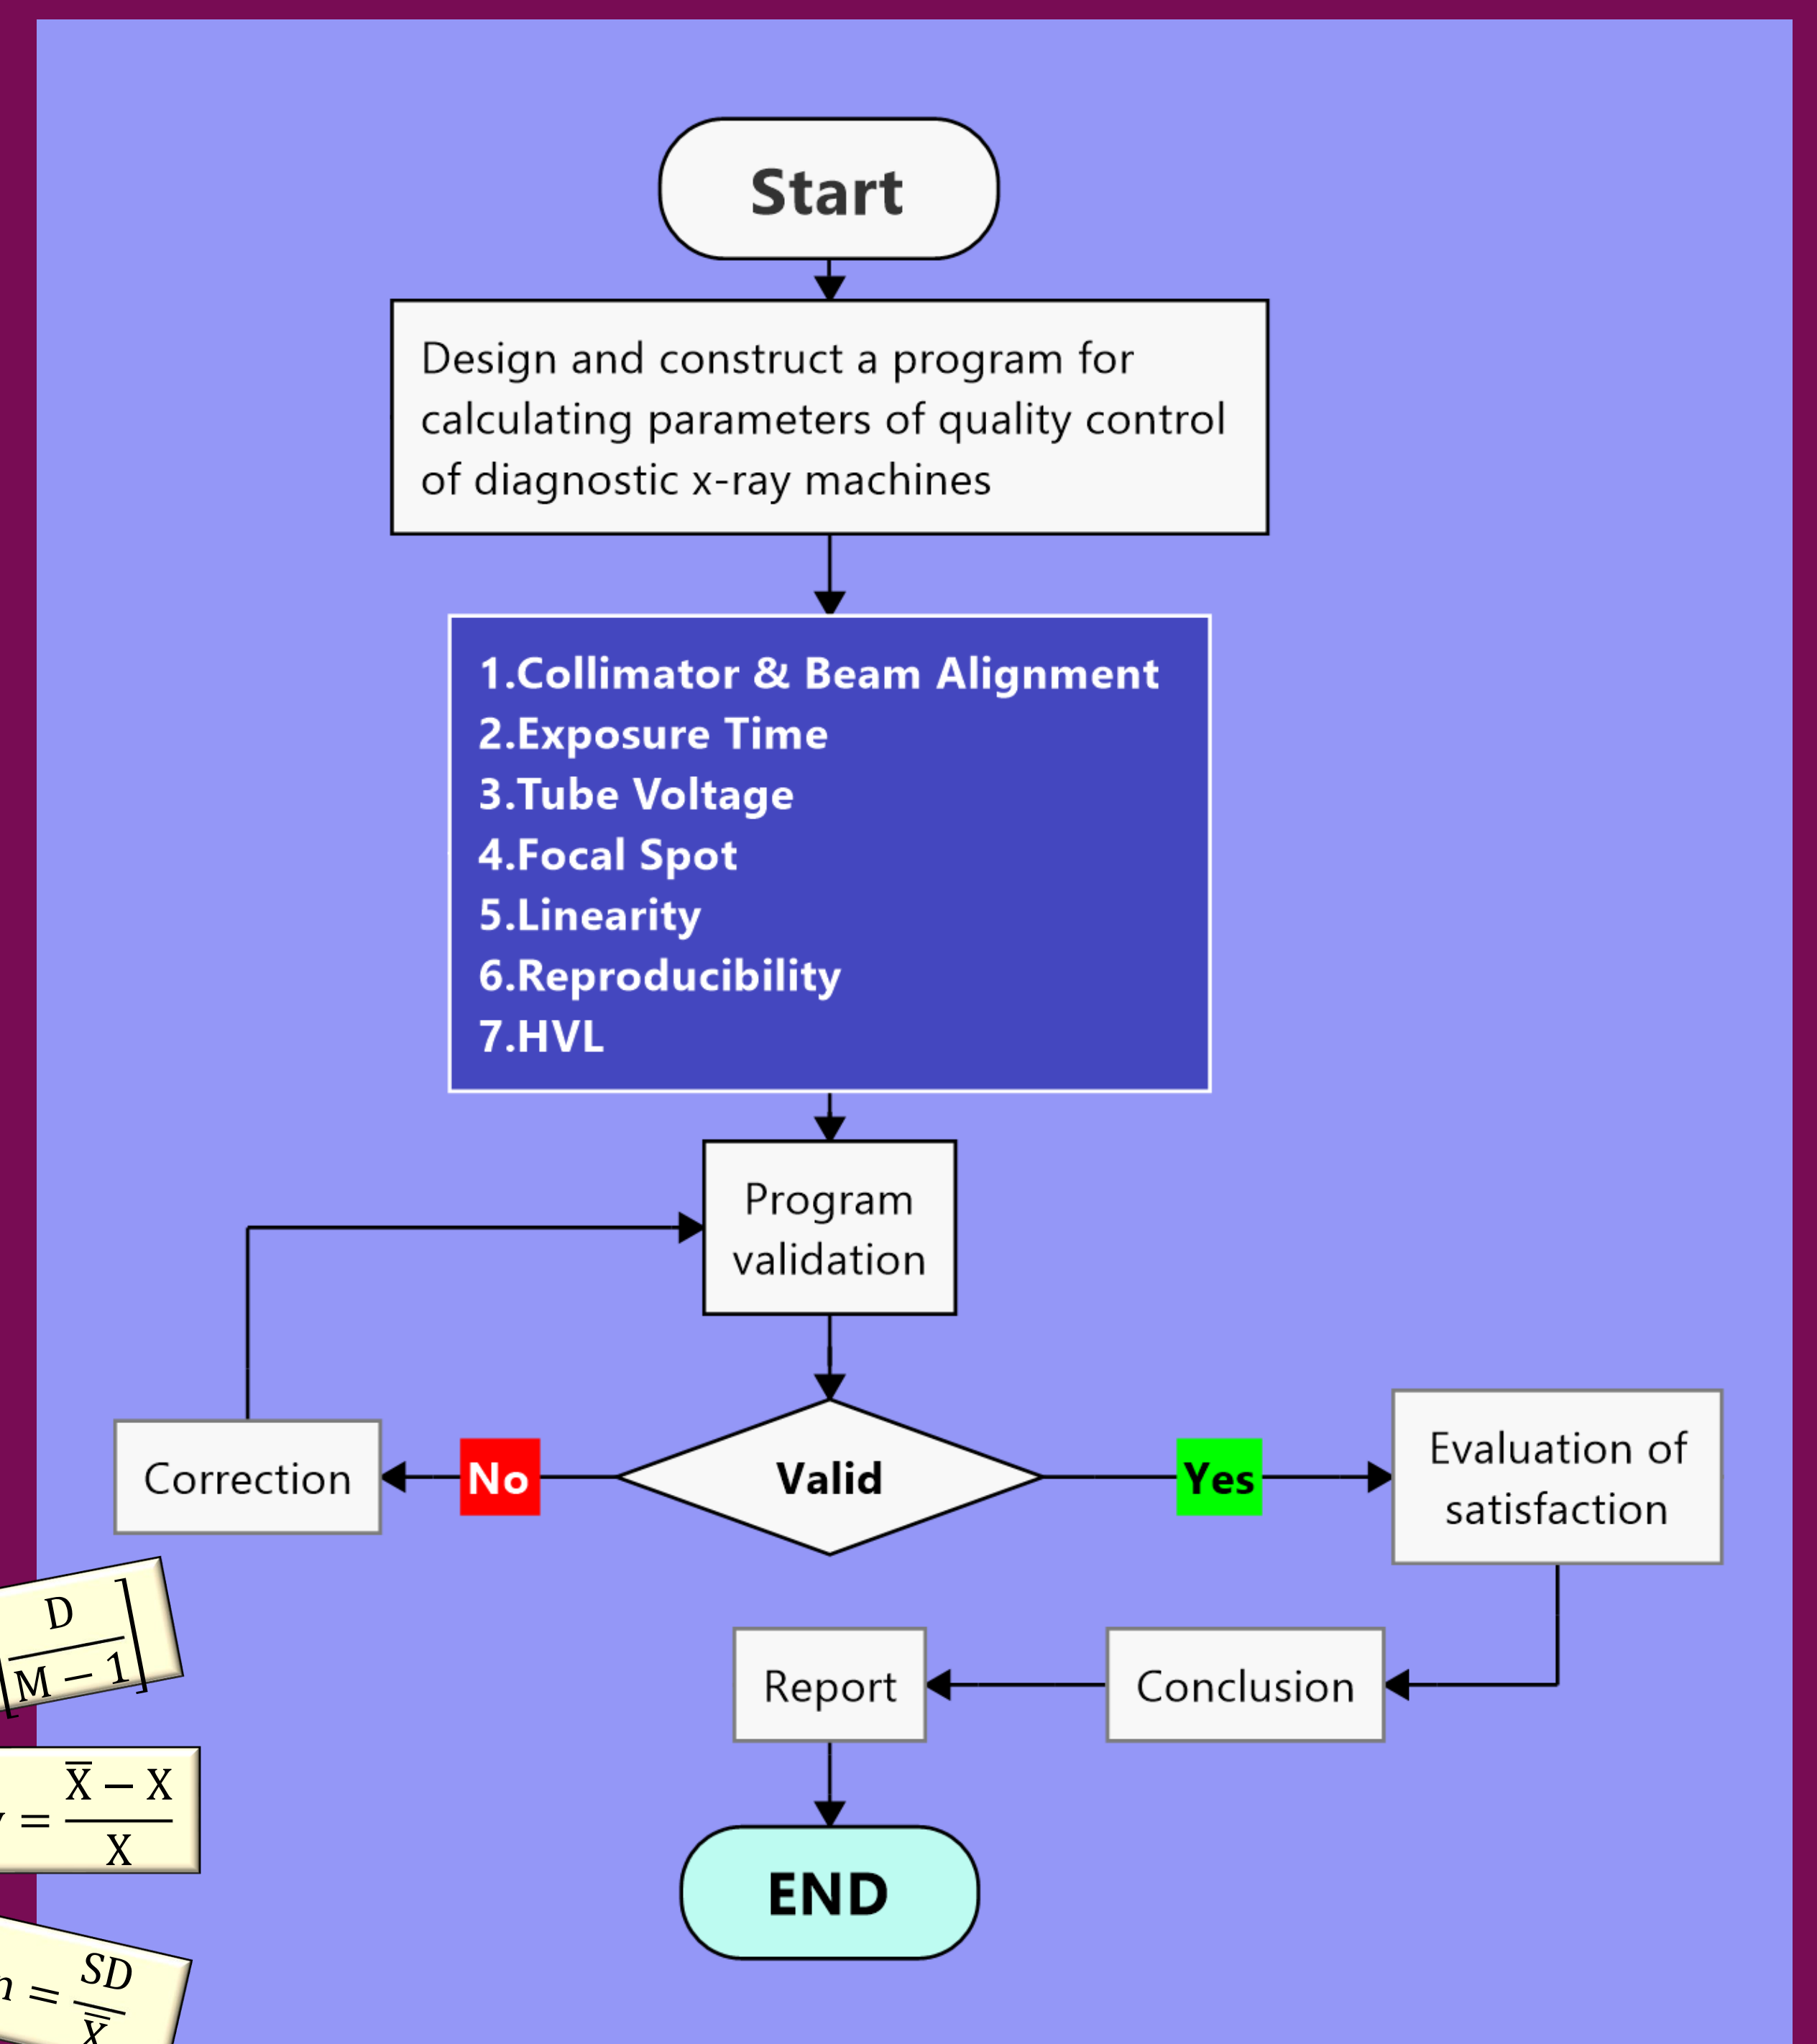 Start
Design and construct a program for
calculating parameters of quality control
of diagnostic x-ray machines
1.Collimator & Beam Alignment
2.Exposure Time
3.Tube Voltage
4.Focal Spot
5.Linearity
6.Reproducibility
7.HVL
Program
validation
Valid
No
Yes
Correction
Evaluation of
satisfaction
Report
Conclusion
END
D
M − 1
= X̅ − X
X
= SD
X̅